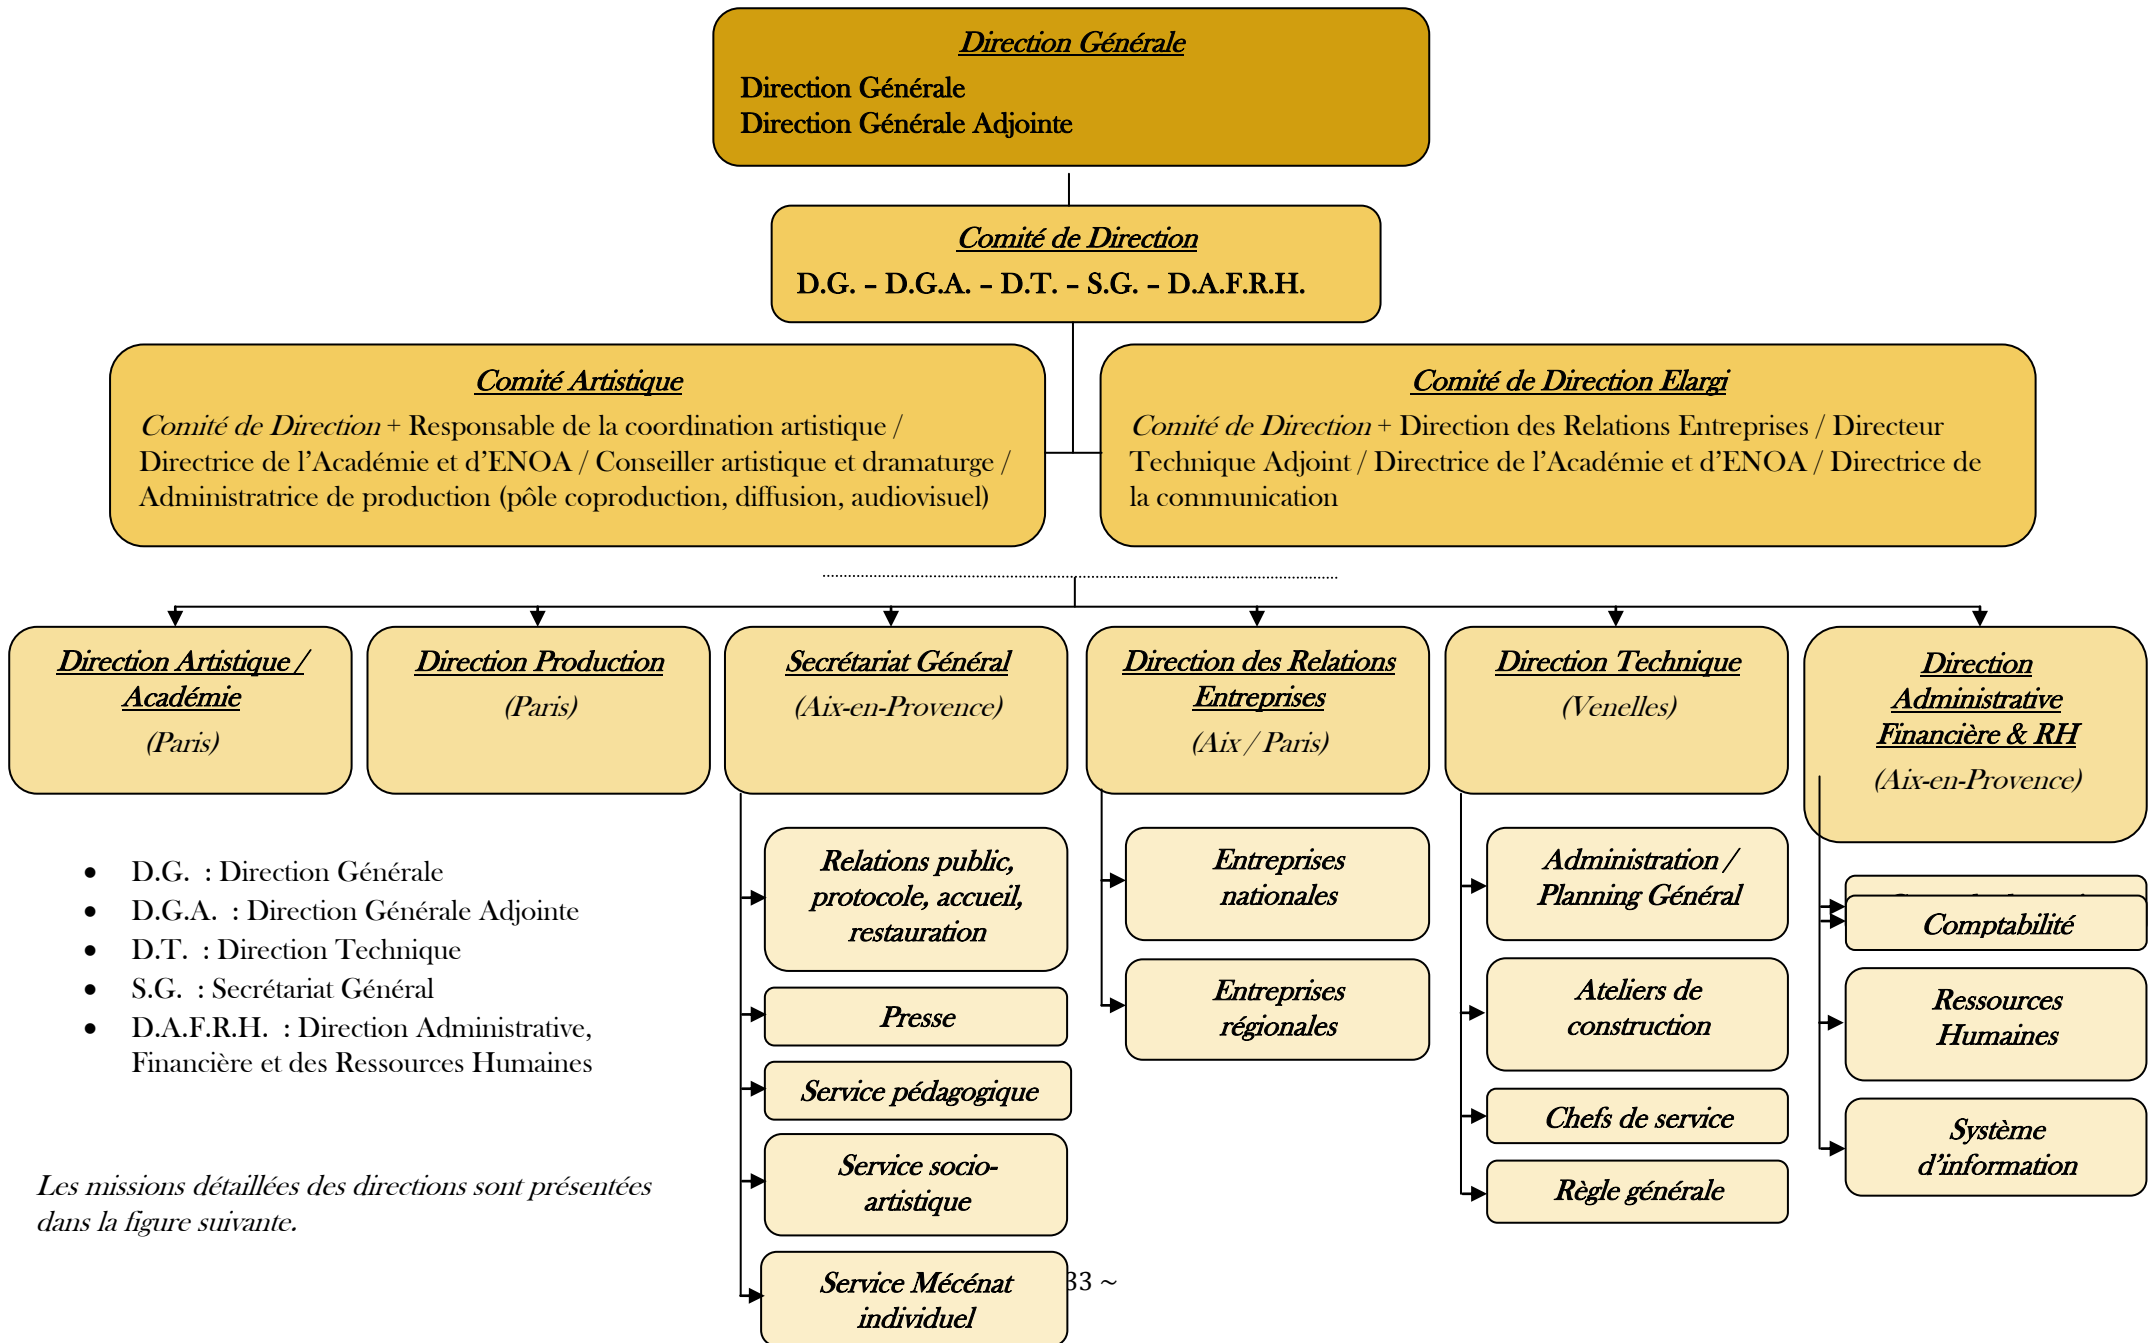 Direction Générale
Direction Générale
Direction Générale Adjointe
Comité de Direction
D.G. – D.G.A. – D.T. – S.G. – D.A.F.R.H.
Comité Artistique
Comité de Direction + Responsable de la coordination artistique /
Directrice de l’Académie et d’ENOA / Conseiller artistique et dramaturge /
Administratrice de production (pôle coproduction, diffusion, audiovisuel)
Comité de Direction Elargi
Comité de Direction + Direction des Relations Entreprises / Directeur
Technique Adjoint / Directrice de l’Académie et d’ENOA / Directrice de
la communication
Direction Artistique /
Académie
(Paris)
Direction Production
(Paris)
Secrétariat Général
(Aix-en-Provence)
Direction des Relations
Entreprises
(Aix / Paris)
Direction Technique
(Venelles)
Direction
Administrative
Financière & RH
(Aix-en-Provence)
• D.G. : Direction Générale
• D.G.A. : Direction Générale Adjointe
• D.T. : Direction Technique
• S.G. : Secrétariat Général
• D.A.F.R.H. : Direction Administrative,
Financière et des Ressources Humaines
Les missions détaillées des directions sont présentées
dans la figure suivante.
Relations public,
protocole, accueil,
restauration
Presse
Service pédagogique
Service socio-
artistique
Service Mécénat
individuel
Entreprises
nationales
Entreprises
régionales
Administration /
Planning Général
Ateliers de
construction
Chefs de service
Règle générale
Comptabilité
Ressources
Humaines
Système
d’information
33 ~